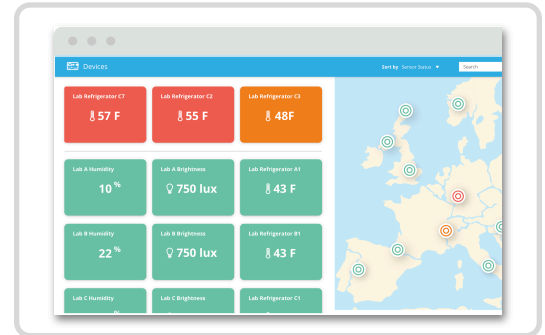 Devices
Sort by Sensor Status
Search
Lab Refrigerator C7
57 F
Lab Refrigerator C2
55 F
Lab Refrigerator C3
48F
Lab A Humidity
10 %
Lab A Brightness
750 lux
Lab Refrigerator A1
43 F
Lab B Humidity
22 %
Lab B Brightness
750 lux
Lab Refrigerator B1
43 F
Lab C Humidity
%
Lab C Brightness
Lab Refrigerator C1